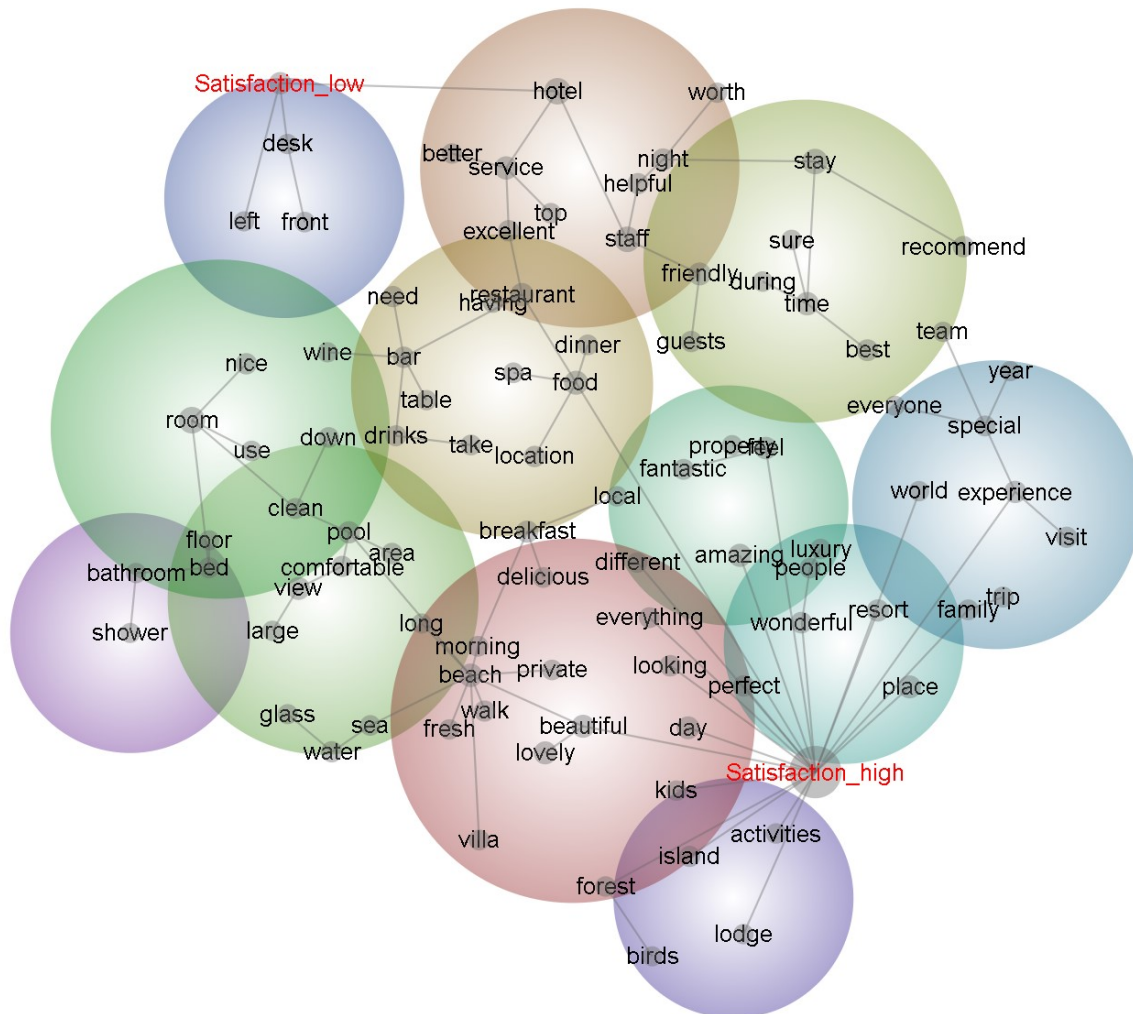 Satisfaction_low
hotel
worth
desk
better
service
night
stay
helpful
left
front
top
excellent
staff
sure
recommend
friendly
during
need
restaurant
having
time
team
guests
best
nice
wine
bar
dinner
spa
food
year
everyone
table
room
use
down
drinks
take
location
property
feel
fantastic
special
local
world
experience
clean
pool
breakfast
floor
area
visit
bathroom
bed
comfortable
delicious
different
amazing
luxury
people
view
trip
shower
large
long
everything
wonderful
resort
family
morning
beach
private
looking
perfect
place
glass
sea
fresh
walk
beautiful
day
water
lovely
Satisfaction_high
kids
villa
activities
island
forest
lodge
birds